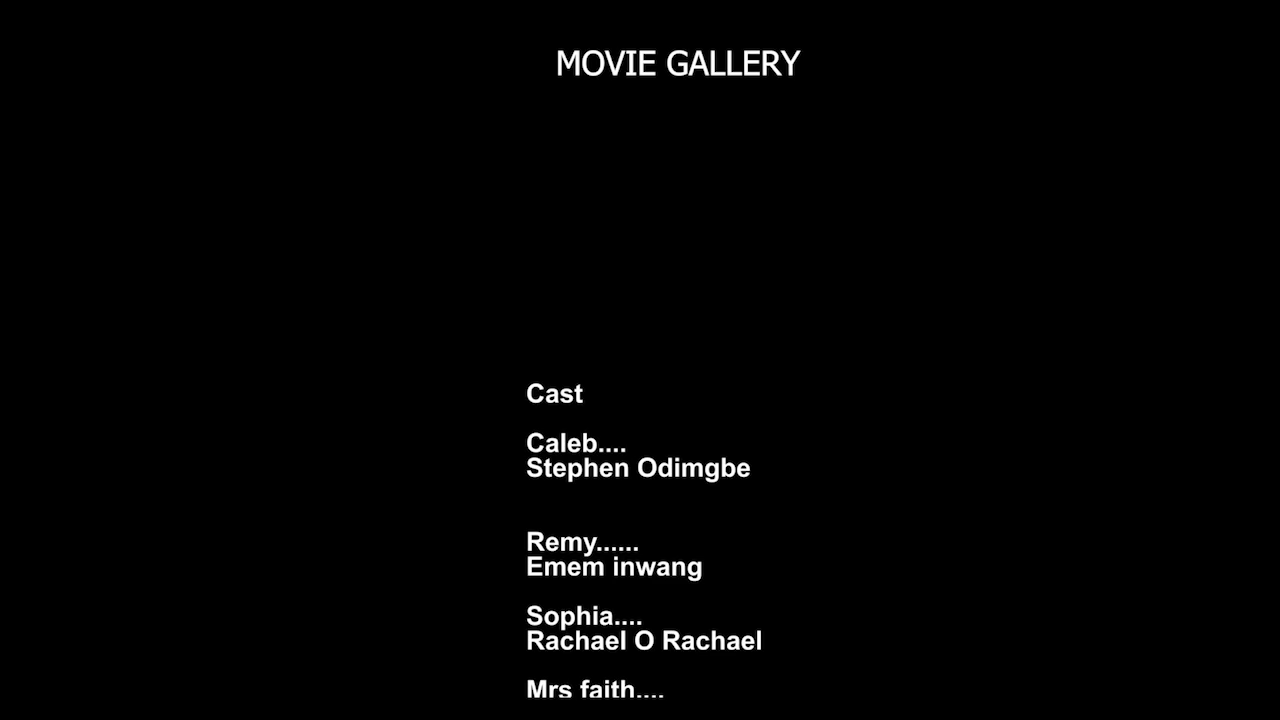 MOVIE GALLERY
Cast
Caleb....
Stephen Odimgbe
Remy......
Emem inwang
Sophia....
Rachael O Rachael
Mrs faith....